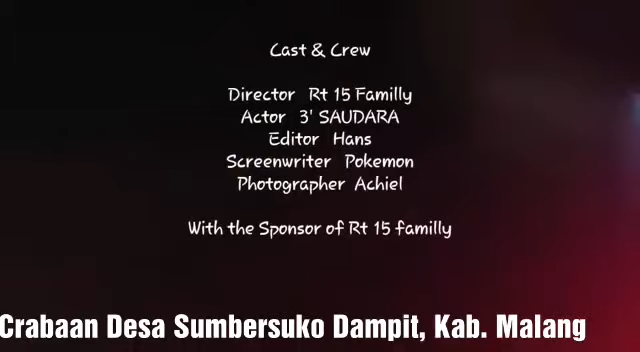 Cast & Crew
Director Rt 15 Familly
Actor 3' SAUDARA
Editor Hans
Screenwriter Pokemon
Photographer Achiel
With the Sponsor of Rt 15 familly
Crabaan Desa Sumbersuko Dampit, Kab. Malang